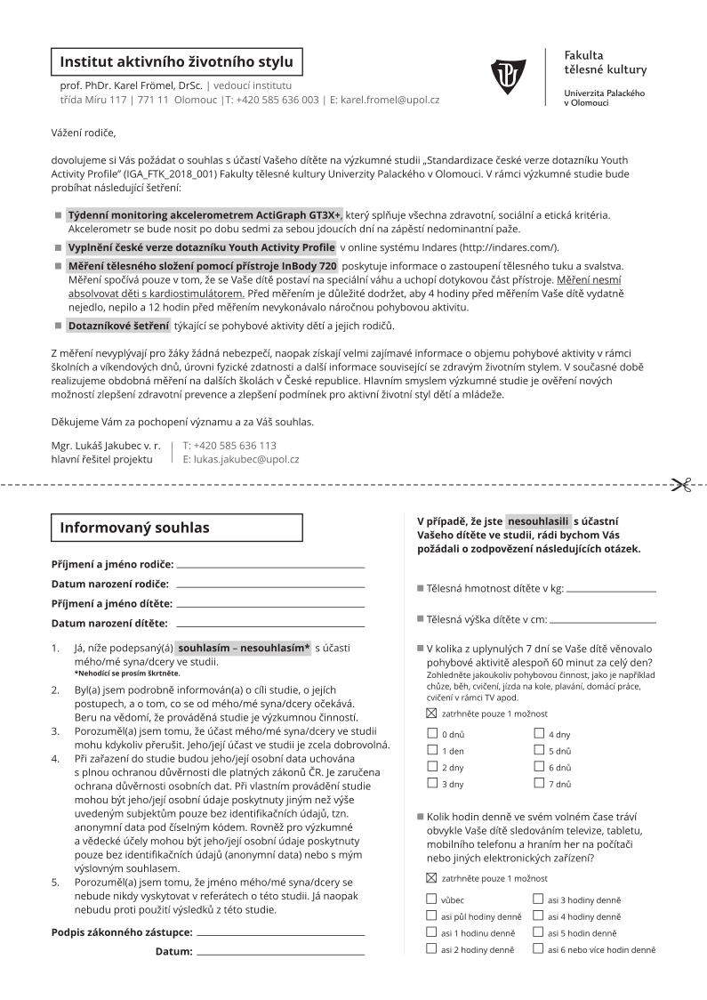 Institut aktivního životního stylu
prof. PhDr. Karel Frömel, DrSc. | vedoucí institutu
třída Míru 117 | 771 11 Olomouc |T: +420 585 636 003 | E: karel.fromel@upol.cz
Fakulta
tělesné kultury
Univerzita Palackého
v Olomouci
Vážení rodiče,
dovolujeme si Vás požádat o souhlas s účastí Vašeho dítěte na výzkumné studii „Standardizace české verze dotazníku Youth
Activity Profile“ (IGA_FTK_2018_001) Fakulty tělesné kultury Univerzity Palackého v Olomouci. V rámci výzkumné studie bude
probíhat následující šetření:
Týdenní monitoring akcelerometrem ActiGraph GT3X+, který splňuje všechna zdravotní, sociální a etická kritéria.
Akcelerometr se bude nosit po dobu sedmi za sebou jdoucích dní na zápěstí nedominantní paže.
Vyplnění české verze dotazníku Youth Activity Profile v online systému Indares (http://indares.com/).
Měření tělesného složení pomocí přístroje InBody 720 poskytuje informace o zastoupení tělesného tuku a svalstva.
Měření spočívá pouze v tom, že se Vaše dítě postaví na speciální váhu a uchopí dotykovou část přístroje. Měření nesmí
absolvovat děti s kardiostimulátorem. Před měřením je důležité dodržet, aby 4 hodiny před měřením Vaše dítě vydatně
nejedlo, nepilo a 12 hodin před měřením nevykonávalo náročnou pohybovou aktivitu.
Dotazníkové šetření týkající se pohybové aktivity dětí a jejich rodičů.
Z měření nevyplývají pro žáky žádná nebezpečí, naopak získají velmi zajímavé informace o objemu pohybové aktivity v rámci
školních a víkendových dnů, úrovni fyzické zdatnosti a další informace související se zdravým životním stylem. V současné době
realizujeme obdobná měření na dalších školách v České republice. Hlavním smyslem výzkumné studie je ověření nových
možností zlepšení zdravotní prevence a zlepšení podmínek pro aktivní životní styl dětí a mládeže.
Děkujeme Vám za pochopení významu a za Váš souhlas.
Mgr. Lukáš Jakubec v. r.
hlavní řešitel projektu
T: +420 585 636 113
E: lukas.jakubec@upol.cz
Informovaný souhlas
Příjmení a jméno rodiče:
Datum narození rodiče:
Příjmení a jméno dítěte:
Datum narození dítěte:
1. Já, níže podepsaný(á) souhlasím – nesouhlasím* s účasti
mého/mé syna/dcery ve studii.
*Nehodící se prosím škrtněte.
2. Byl(a) jsem podrobně informován(a) o cíli studie, o jejích
postupech, a o tom, co se od mého/mé syna/dcery očekává.
Beru na vědomí, že prováděná studie je výzkumnou činností.
3. Porozuměl(a) jsem tomu, že účast mého/mé syna/dcery ve studii
mohu kdykoliv přerušit. Jeho/její účast ve studii je zcela dobrovolná.
4. Při zařazení do studie budou jeho/její osobní data uchována
s plnou ochranou důvěrnosti dle platných zákonů ČR. Je zaručena
ochrana důvěrnosti osobních dat. Při vlastním provádění studie
mohou být jeho/její osobní údaje poskytnuty jiným než výše
uvedeným subjektům pouze bez identifikačních údajů, tzn.
anonymní data pod číselným kódem. Rovněž pro výzkumné
a vědecké účely mohou být jeho/její osobní údaje poskytnuty
pouze bez identifikačních údajů (anonymní data) nebo s mým
výslovným souhlasem.
5. Porozuměl(a) jsem tomu, že jméno mého/mé syna/dcery se
nebude nikdy vyskytovat v referátech o této studii. Já naopak
nebudu proti použití výsledků z této studie.
Podpis zákonného zástupce:
Datum:
V případě, že jste nesouhlasili s účastní
Vašeho dítěte ve studii, rádi bychom Vás
požádali o zodpovězení následujících otázek.
Tělesná hmotnost dítěte v kg:
Tělesná výška dítěte v cm:
V kolika z uplynulých 7 dní se Vaše dítě věnovalo
pohybové aktivitě alespoň 60 minut za celý den?
Zohledněte jakoukoliv pohybovou činnost, jako je například
chůze, běh, cvičení, jízda na kole, plavání, domácí práce,
cvičení v rámci TV apod.
zatrhněte pouze 1 možnost
0 dnů 4 dny
1 den 5 dnů
2 dny 6 dnů
3 dny 7 dnů
Kolik hodin denně ve svém volném čase tráví
obvykle Vaše dítě sledováním televize, tabletu,
mobilního telefonu a hraním her na počítači
nebo jiných elektronických zařízení?
zatrhněte pouze 1 možnost
vůbec asi 3 hodiny denně
asi půl hodiny denně asi 4 hodiny denně
asi 1 hodinu denně asi 5 hodin denně
asi 2 hodiny denně asi 6 nebo více hodin denně